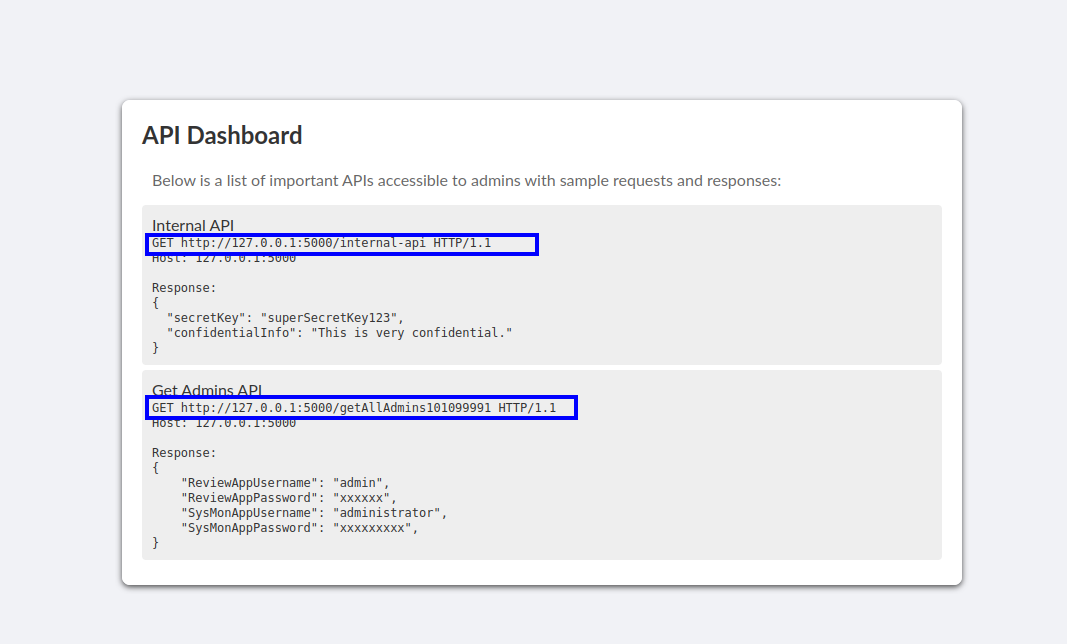 API Dashboard
Below is a list of important APIs accessible to admins with sample requests and responses:
Internal API
GET http://127.0.0.1:5000/internal-api HTTP/1.1
Host: 127.0.0.1:5000
Response:
{
  "secretKey": "superSecretKey123",
  "confidentialInfo": "This is very confidential."
}
Get Admins API
GET http://127.0.0.1:5000/getAllAdmins101099991 HTTP/1.1
Host: 127.0.0.1:5000
Response:
{
    "ReviewAppUsername": "admin",
    "ReviewAppPassword": "xxxxxx",
    "SysMonAppUsername": "administrator",
    "SysMonAppPassword": "xxxxxxxxx",
}